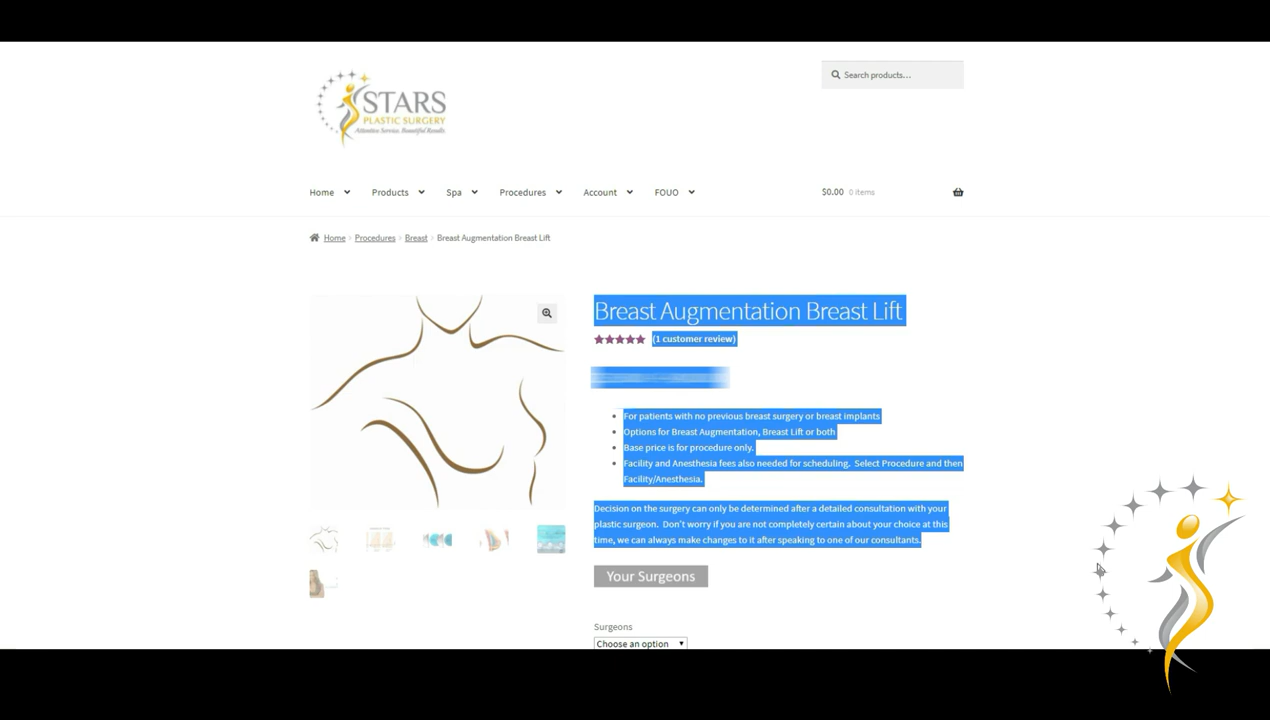 STARS
PLASTIC SURGERY
Attentive Service. Beautiful Results.
Search products…
Home
Products
Spa
Procedures
Account
FOUO
$0.00 0 items
Home › Procedures › Breast › Breast Augmentation Breast Lift
Breast Augmentation Breast Lift
(1 customer review)
• For patients with no previous breast surgery or breast implants
• Options for Breast Augmentation, Breast Lift or both
• Base price is for procedure only.
• Facility and Anesthesia fees also needed for scheduling. Select Procedure and then
Facility/Anesthesia.
Decision on the surgery can only be determined after a detailed consultation with your
plastic surgeon. Don't worry if you are not completely certain about your choice at this
time, we can always make changes to it after speaking to one of our consultants.
Your Surgeons
Surgeons
Choose an option